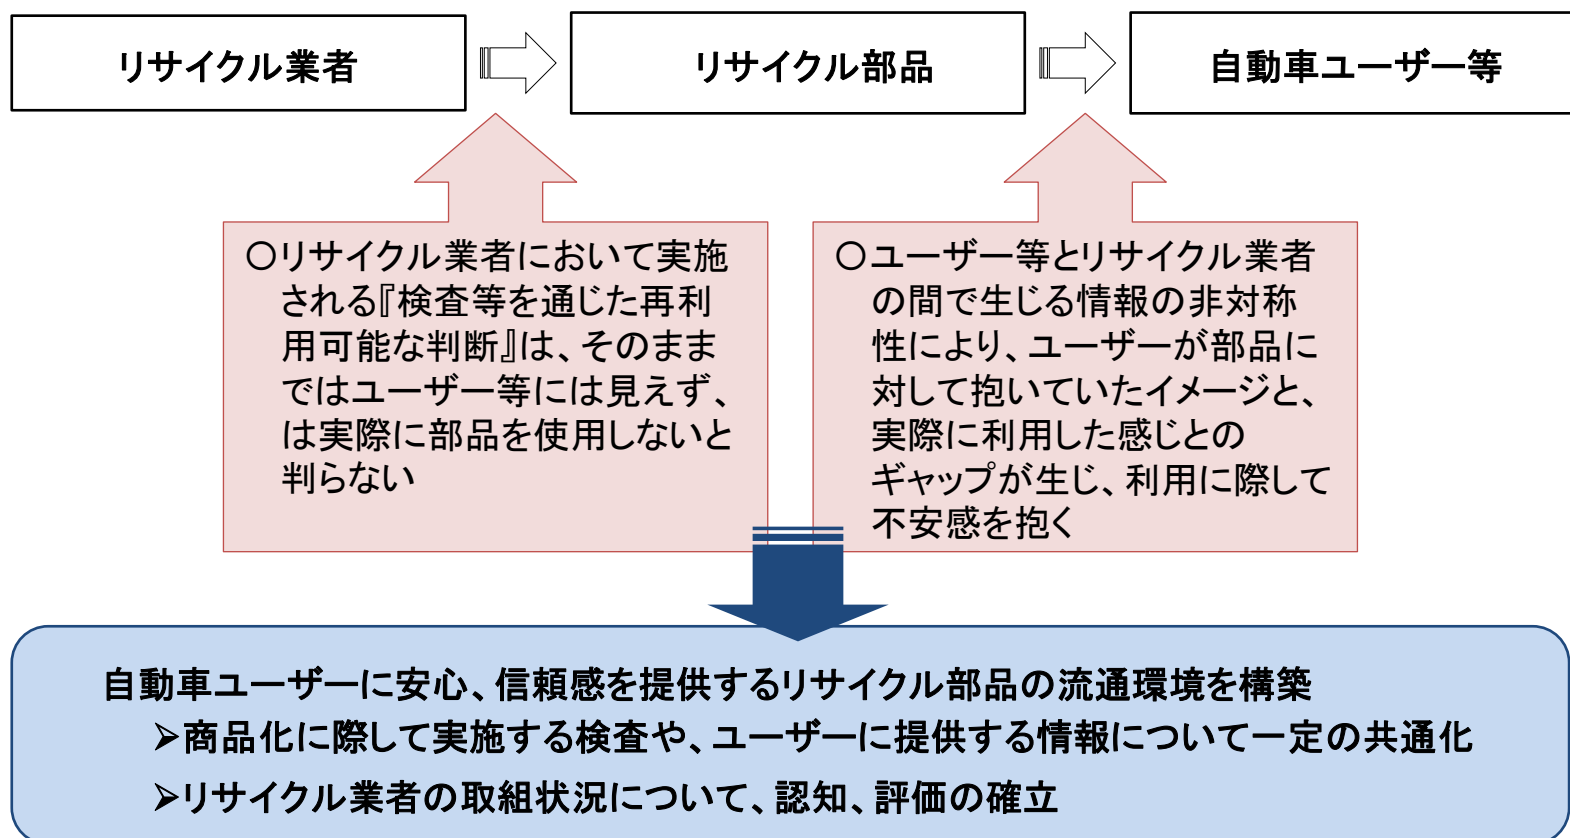 リサイクル業者
リサイクル部品
自動車ユーザー等
○リサイクル業者において実施
される『検査等を通じた再利
用可能な判断』は、そのまま
ではユーザー等には見えず、
は実際に部品を使用しないと
判らない
○ユーザー等とリサイクル業者
の間で生じる情報の非対称
性により、ユーザーが部品に
対して抱いていたイメージと、
実際に利用した感じとの
ギャップが生じ、利用に際して
不安感を抱く
自動車ユーザーに安心、信頼感を提供するリサイクル部品の流通環境を構築
➢商品化に際して実施する検査や、ユーザーに提供する情報について一定の共通化
➢リサイクル業者の取組状況について、認知、評価の確立